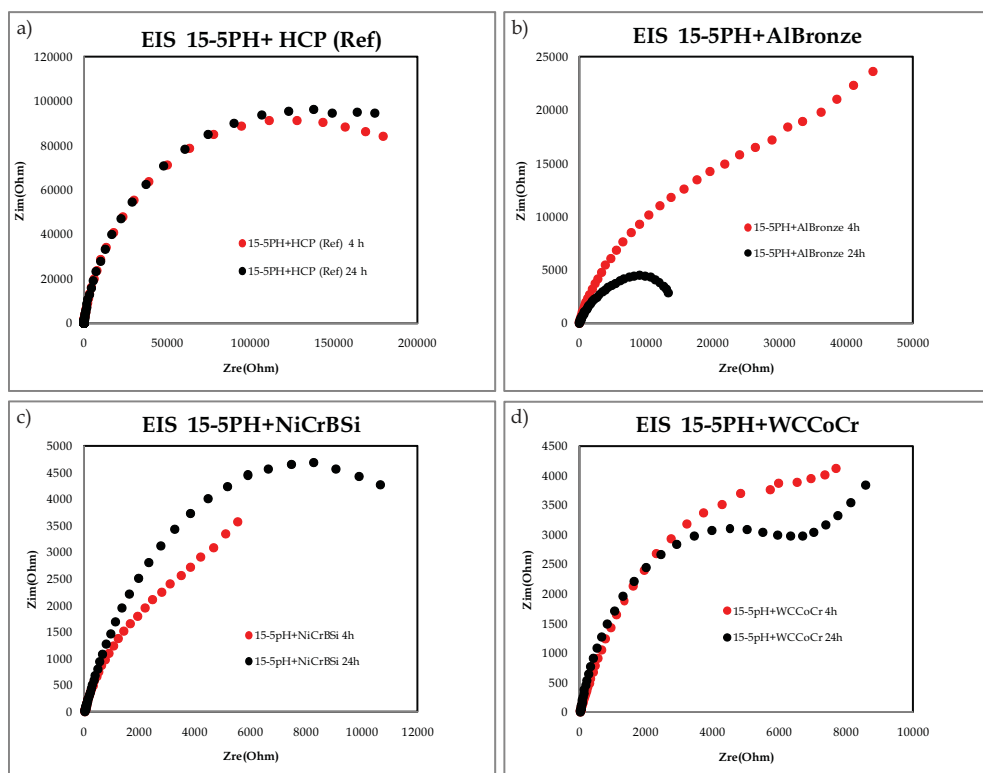 a)
EIS 15-5PH+ HCP (Ref)
120000
100000
80000
60000
40000
20000
0
Zim(Ohm)
15-5PH+HCP (Ref) 4 h
15-5PH+HCP (Ref) 24 h
0 50000 100000 150000 200000
Zre(Ohm)
b)
EIS 15-5PH+AlBronze
25000
20000
15000
10000
5000
0
Zim(Ohm)
15-5PH+AlBronze 4h
15-5PH+AlBronze 24h
0 10000 20000 30000 40000 50000
Zre(Ohm)
c)
EIS 15-5PH+NiCrBSi
5000
4500
4000
3500
3000
2500
2000
1500
1000
500
0
Zim(Ohm)
15-5pH+NiCrBSi 4h
15-5pH+NiCrBSi 24h
0 2000 4000 6000 8000 10000 12000
Zre(Ohm)
d)
EIS 15-5PH+WCCoCr
4500
4000
3500
3000
2500
2000
1500
1000
500
0
Zim(Ohm)
15-5PH+WCCoCr 4h
15-5PH+WCCoCr 24h
0 2000 4000 6000 8000 10000
Zre(Ohm)